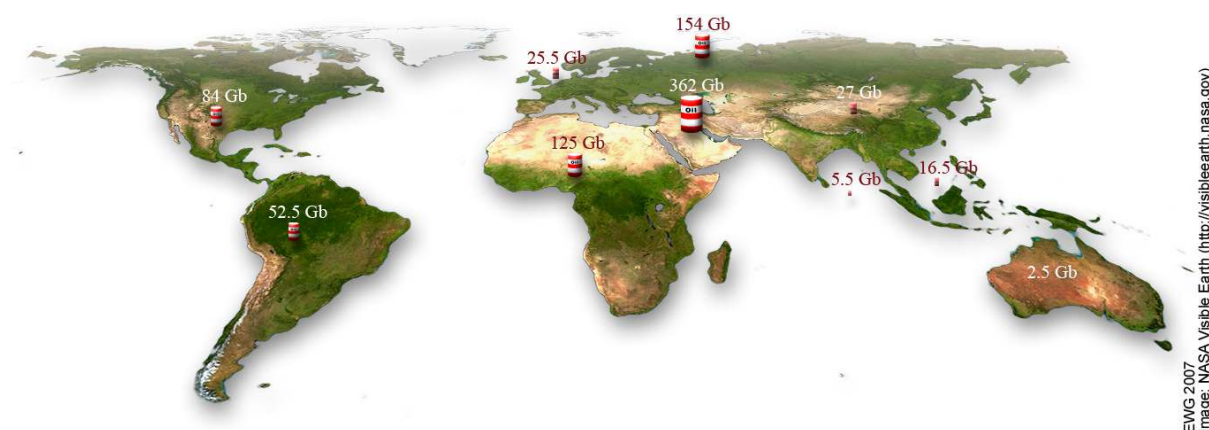 154 Gb
25.5 Gb
84 Gb
362 Gb
Oil
27 Gb
125 Gb
5.5 Gb
16.5 Gb
52.5 Gb
2.5 Gb
EWG 2007
mage: NASA Visible Earth (http://visibleearth.nasa.gov)